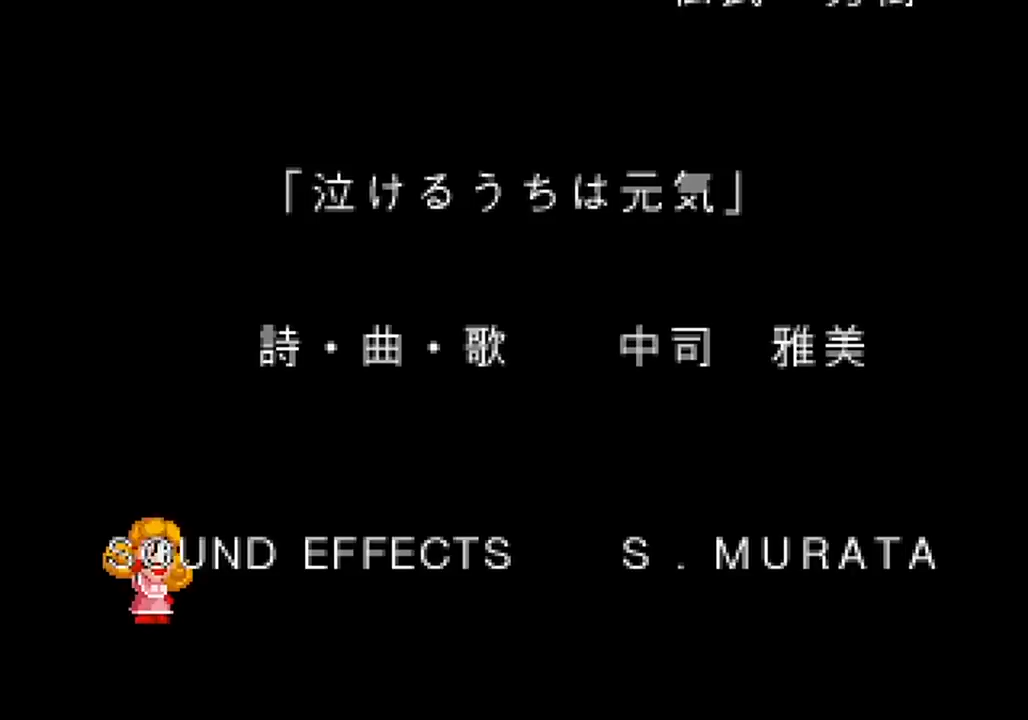 「泣けるうちは元気」
詩・曲・歌 中司 雅美
SOUND EFFECTS S . MURATA